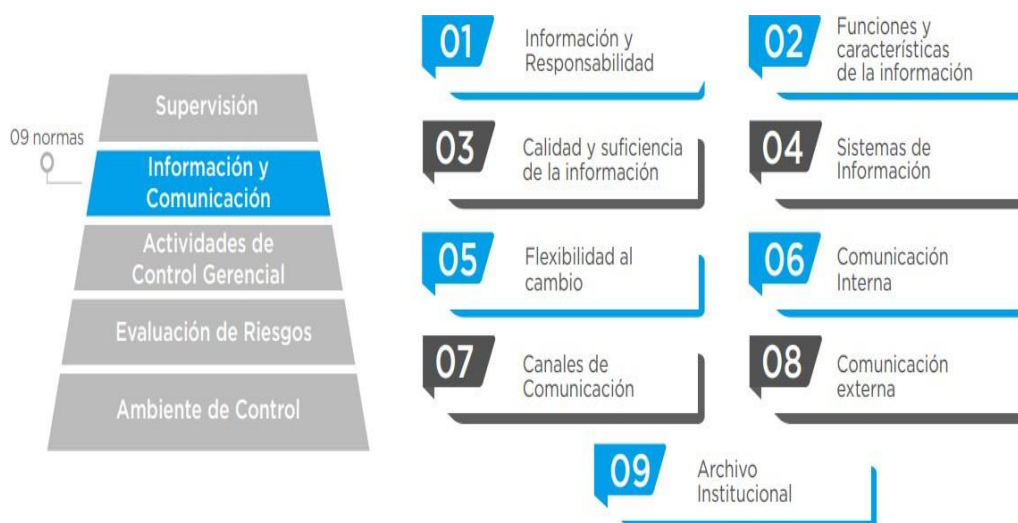 09 normas
Supervisión
Información y
Comunicación
Actividades de
Control Gerencial
Evaluación de Riesgos
Ambiente de Control
01
Información y
Responsabilidad
02
Funciones y
características
de la información
03
Calidad y suficiencia
de la información
04
Sistemas de
Información
05
Flexibilidad al
cambio
06
Comunicación
Interna
07
Canales de
Comunicación
08
Comunicación
externa
09
Archivo
Institucional